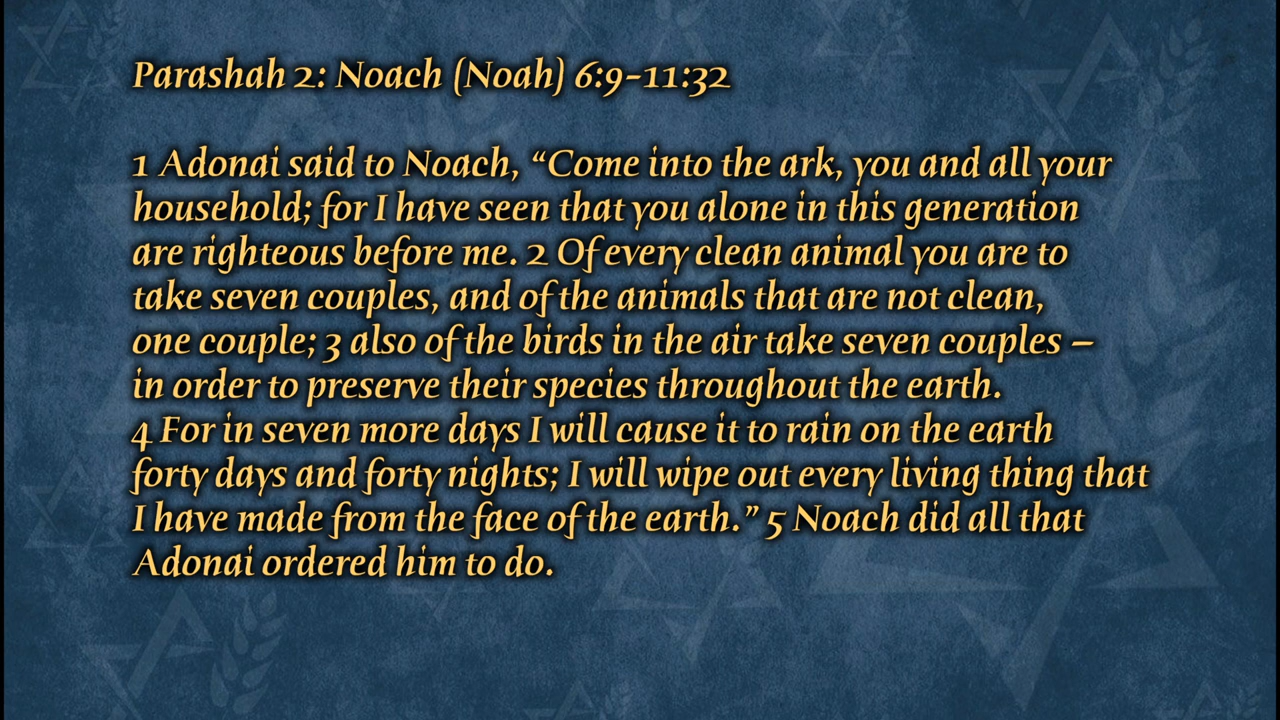 Parashah 2: Noach (Noah) 6:9-11:32
1 Adonai said to Noach, “Come into the ark, you and all your
household; for I have seen that you alone in this generation
are righteous before me. 2 Of every clean animal you are to
take seven couples, and of the animals that are not clean,
one couple; 3 also of the birds in the air take seven couples –
in order to preserve their species throughout the earth.
4 For in seven more days I will cause it to rain on the earth
forty days and forty nights; I will wipe out every living thing that
I have made from the face of the earth.” 5 Noach did all that
Adonai ordered him to do.